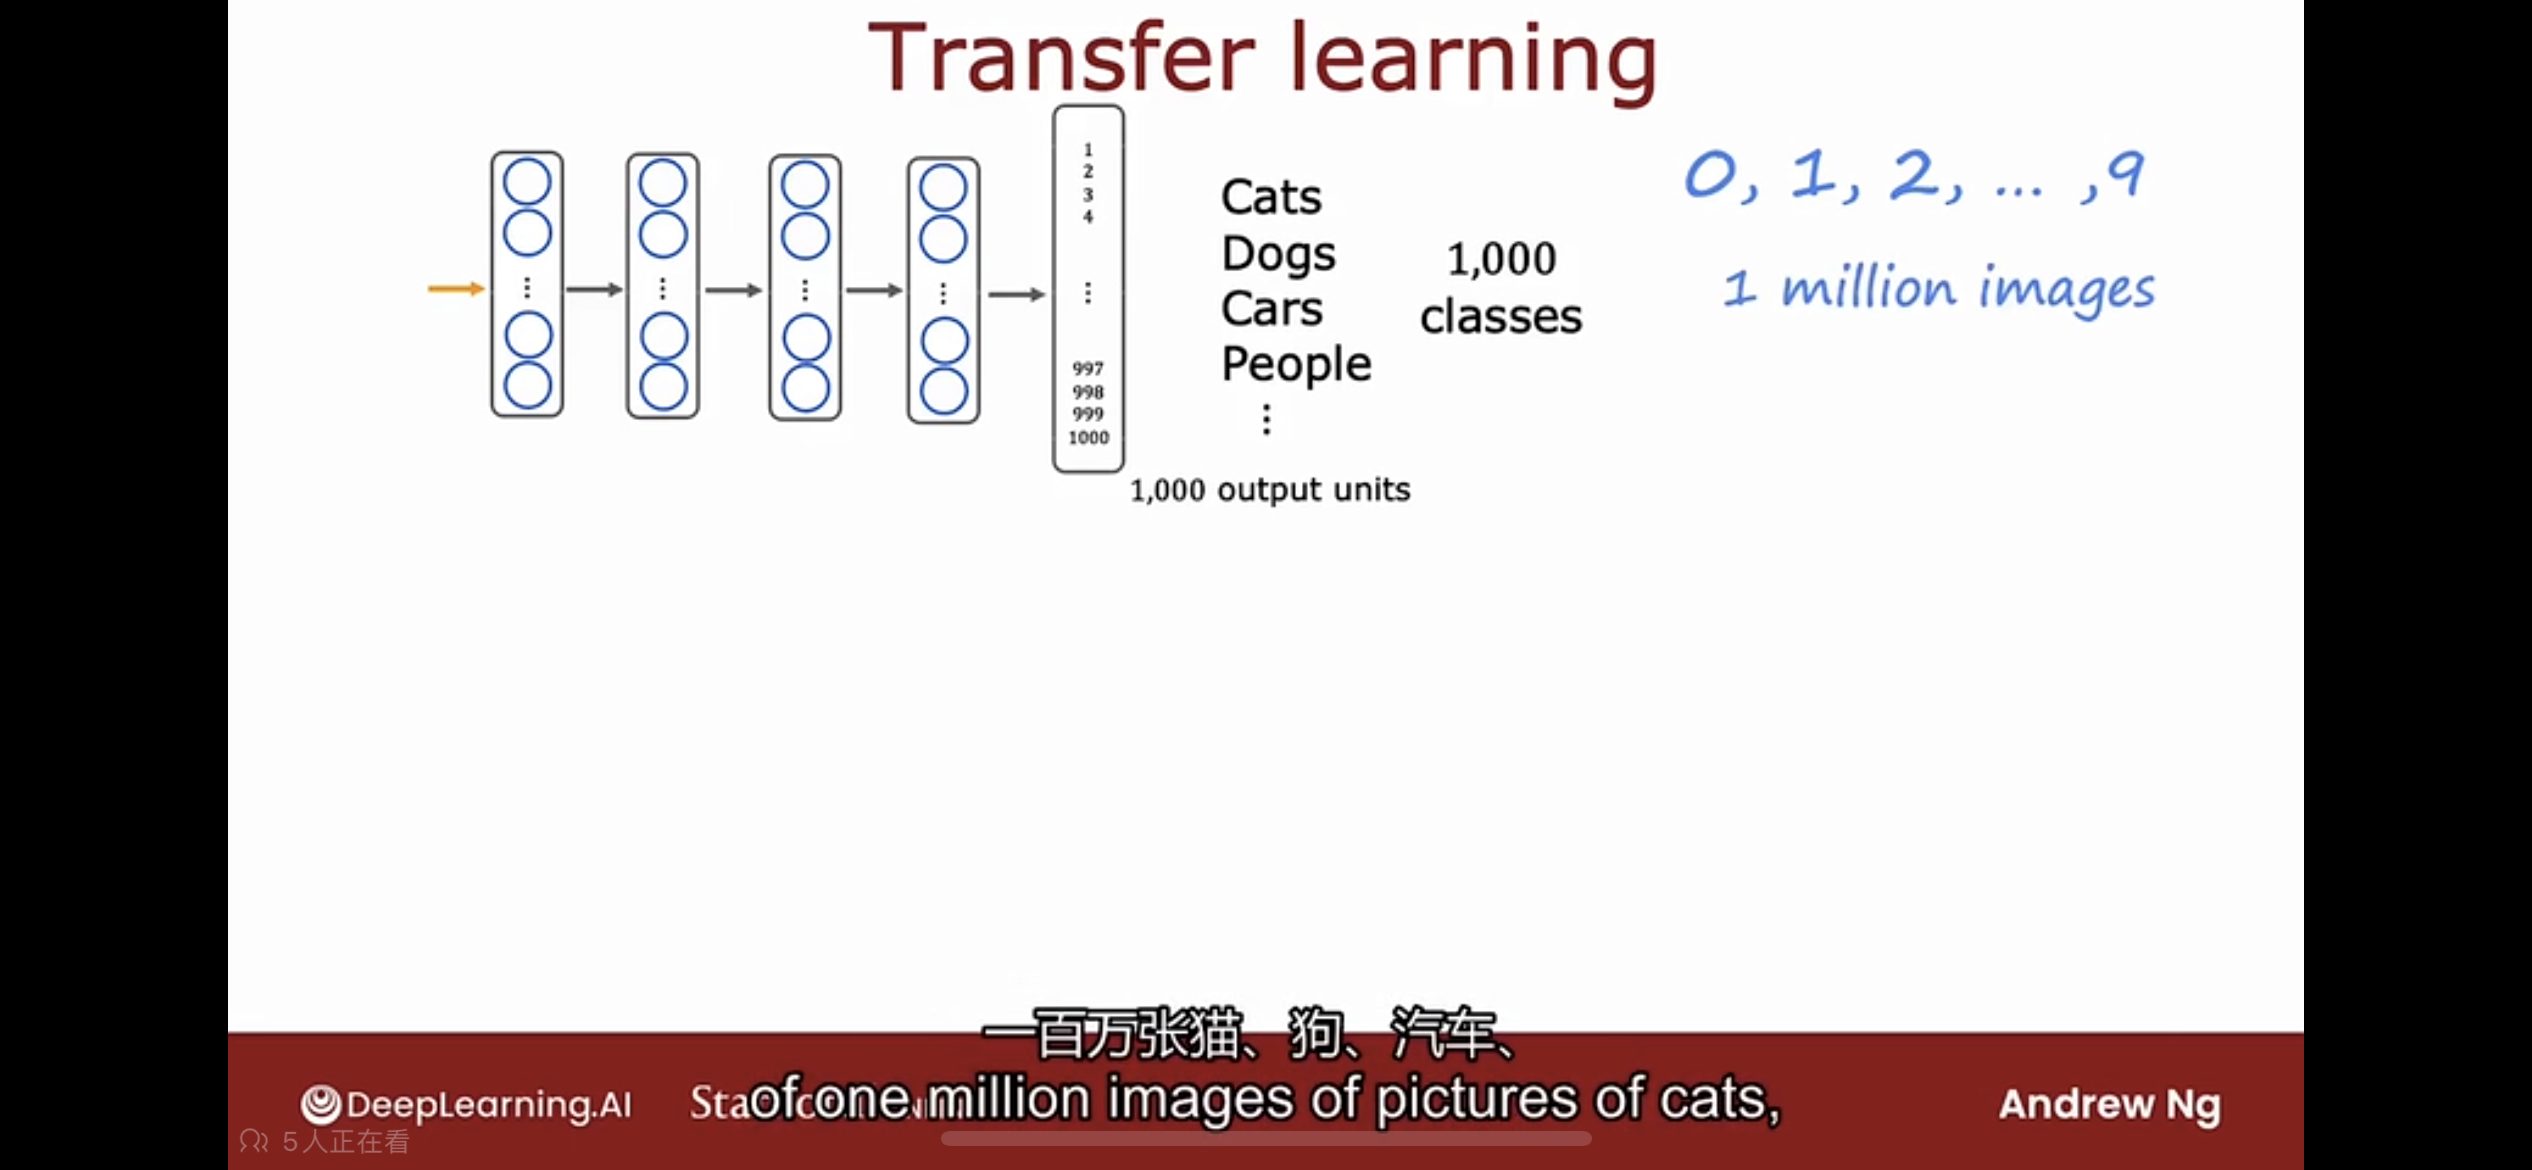 Transfer learning
1
2
3
4
⋮
997
998
999
1000
Cats
Dogs
Cars
People
⋮
1,000
classes
1,000 output units
0, 1, 2, ... ,9
1 million images
一百万张猫、狗、汽车、
of one million images of pictures of cats,
DeepLearning.AI
Andrew Ng
5人正在看